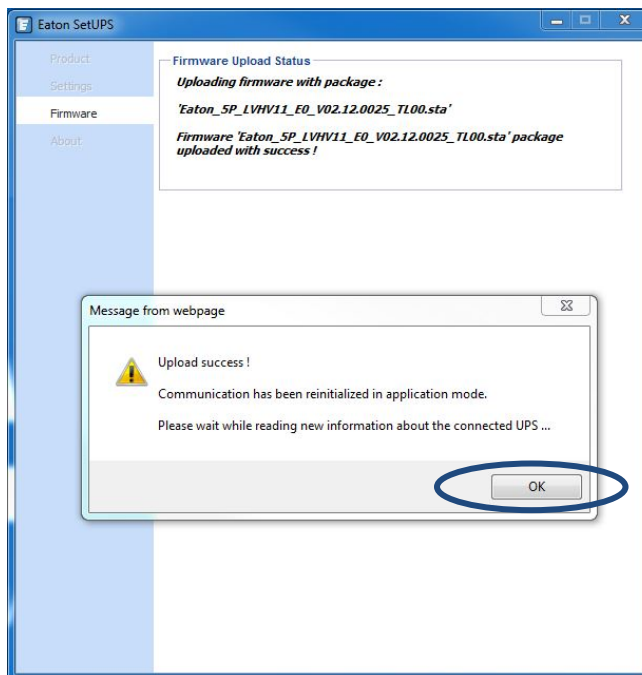 Eaton SetUPS
Product
Settings
Firmware
About
Firmware Upload Status
Uploading firmware with package :
'Eaton_5P_LVHV11_E0_V02.12.0025_TL00.sta'
Firmware 'Eaton_5P_LVHV11_E0_V02.12.0025_TL00.sta' package
uploaded with success !
Message from webpage
Upload success !
Communication has been reinitialized in application mode.
Please wait while reading new information about the connected UPS ...
OK